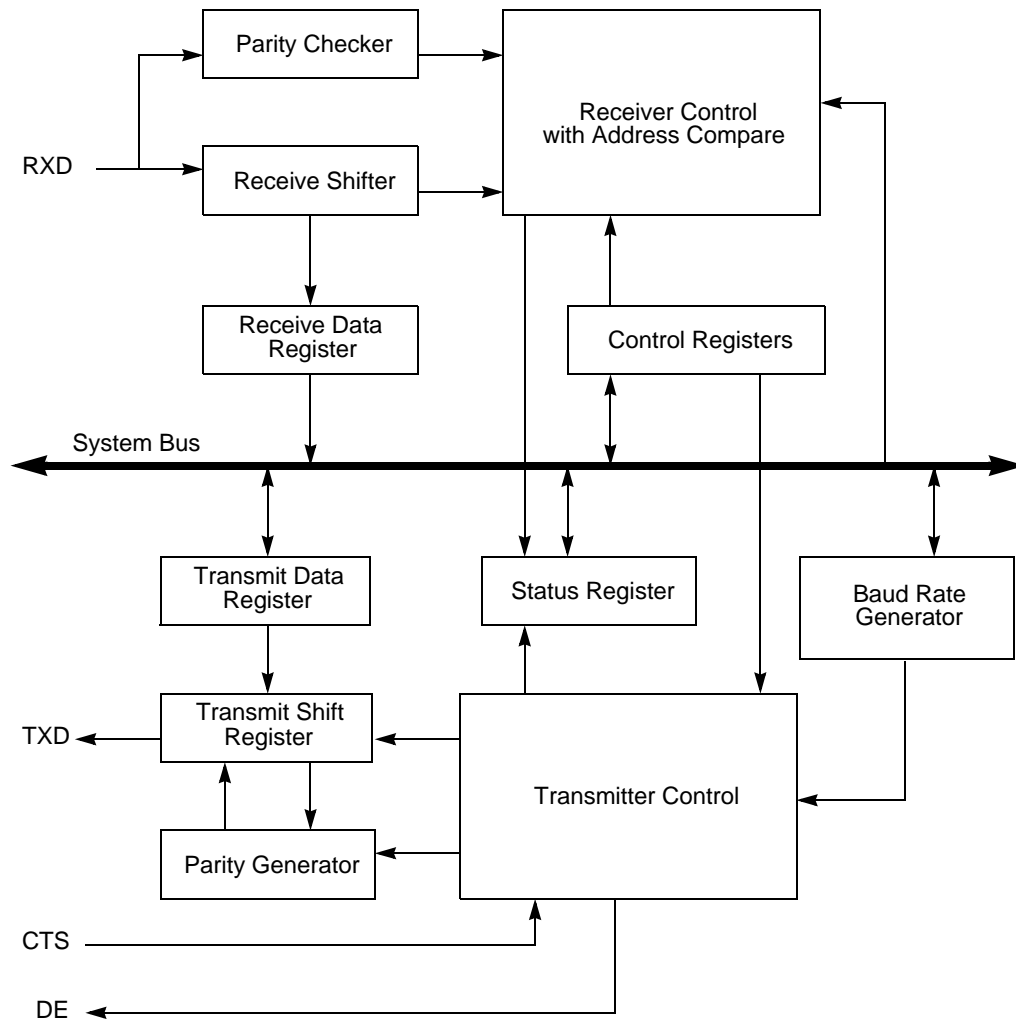 Parity Checker
Receiver Control
with Address Compare
RXD
Receive Shifter
Receive Data
Register
Control Registers
System Bus
Transmit Data
Register
Status Register
Baud Rate
Generator
Transmit Shift
Register
TXD
Transmitter Control
Parity Generator
CTS
DE